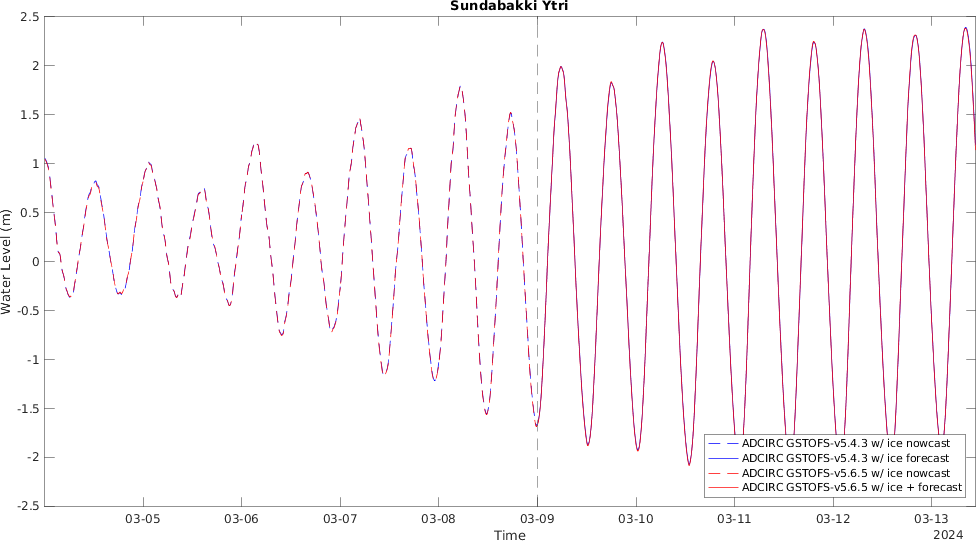 Sundabakki Ytri
2.5
2
1.5
1
0.5
0
-0.5
-1
-1.5
-2
-2.5
Water Level (m)
ADCIRC GSTOFS-v5.4.3 w/ ice nowcast
ADCIRC GSTOFS-v5.4.3 w/ ice forecast
ADCIRC GSTOFS-v5.6.5 w/ ice nowcast
ADCIRC GSTOFS-v5.6.5 w/ ice + forecast
03-05 03-06 03-07 03-08 03-09 03-10 03-11 03-12 03-13
Time
2024